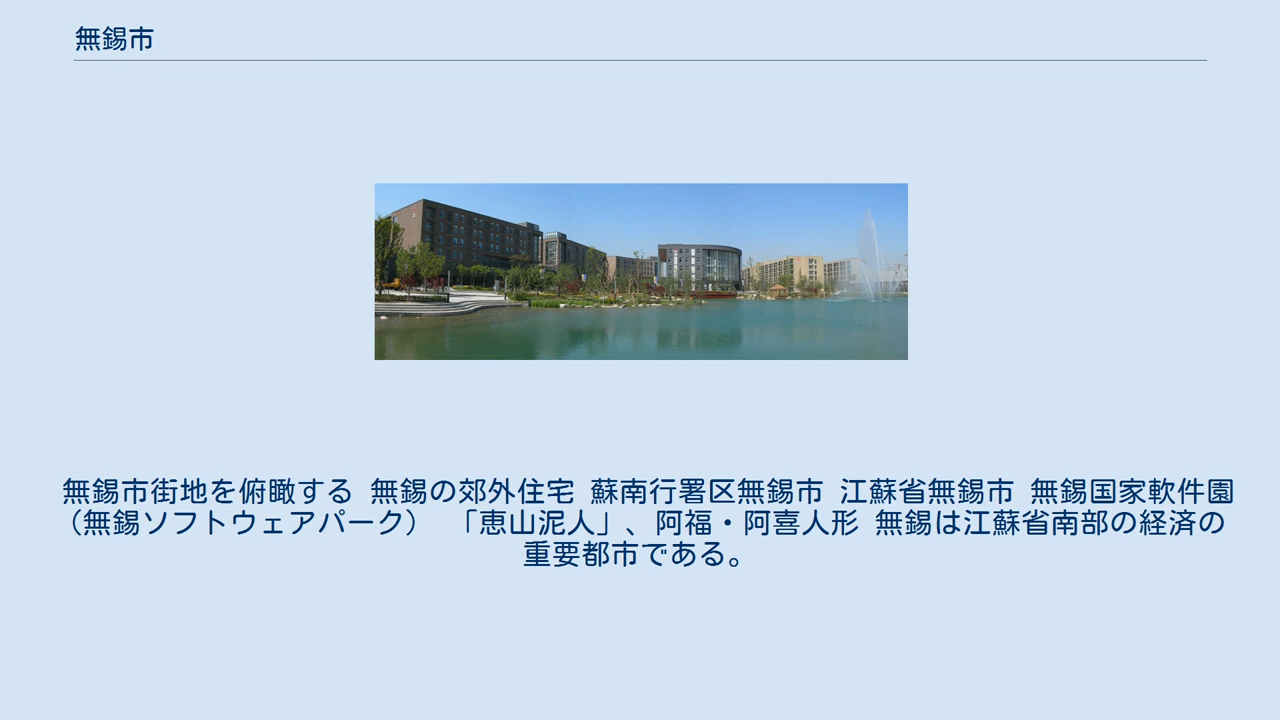 無錫市
無錫市街地を俯瞰する 無錫の郊外住宅 蘇南行署区無錫市 江蘇省無錫市 無錫国家軟件園
（無錫ソフトウェアパーク） 「恵山泥人」、阿福・阿喜人形 無錫は江蘇省南部の経済の
重要都市である。